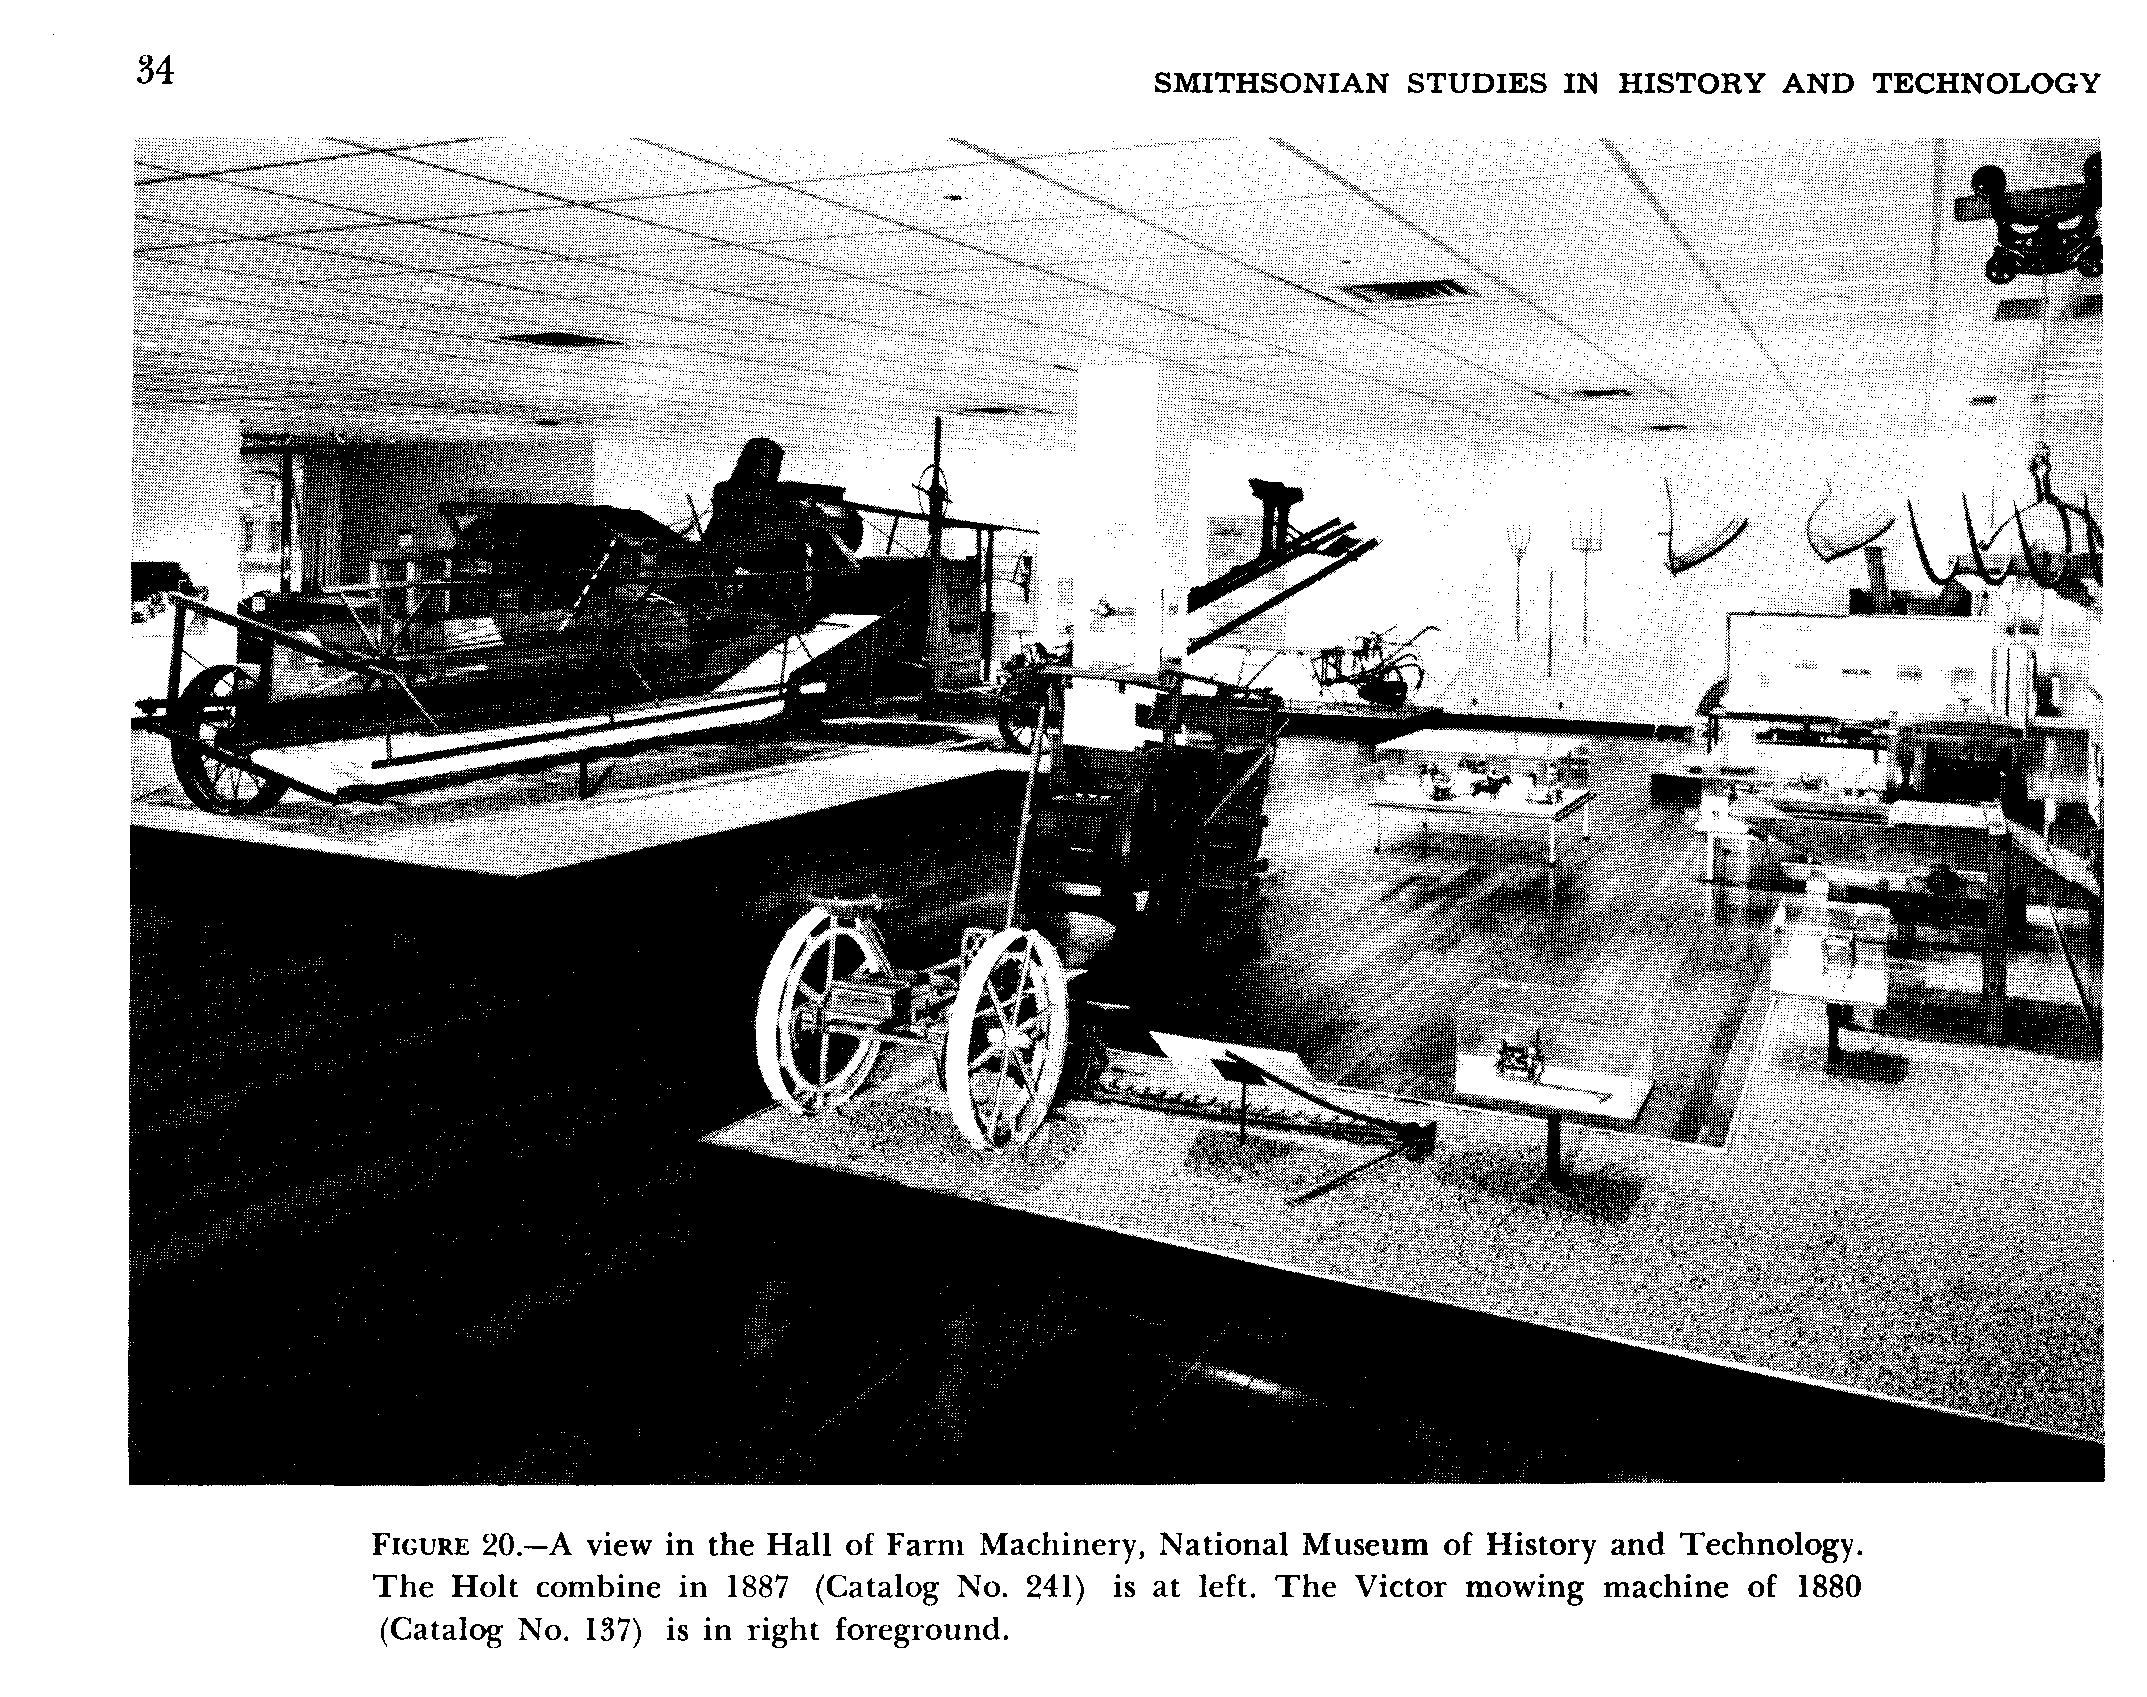 34
SMITHSONIAN STUDIES IN HISTORY AND TECHNOLOGY
FIGURE 20.—A view in the Hall of Farm Machinery, National Museum of History and Technology.
The Holt combine in 1887 (Catalog No. 241) is at left. The Victor mowing machine of 1880
(Catalog No. 137) is in right foreground.